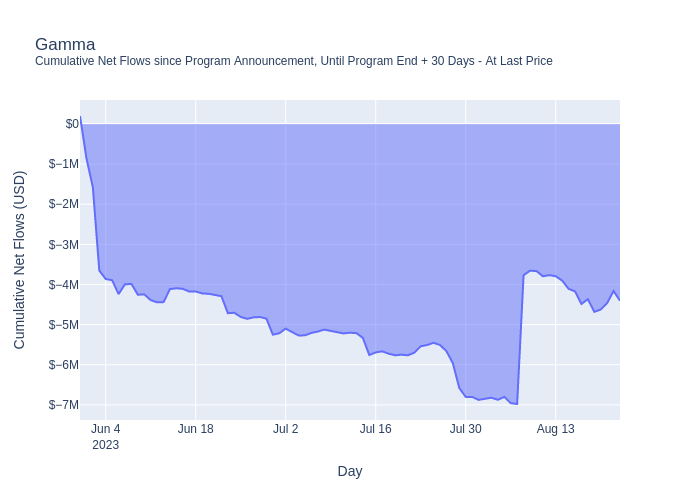 Gamma
Cumulative Net Flows since Program Announcement, Until Program End + 30 Days - At Last Price
Cumulative Net Flows (USD)
$0
$−1M
$−2M
$−3M
$−4M
$−5M
$−6M
$−7M
Jun 4
2023
Jun 18
Jul 2
Jul 16
Jul 30
Aug 13
Day